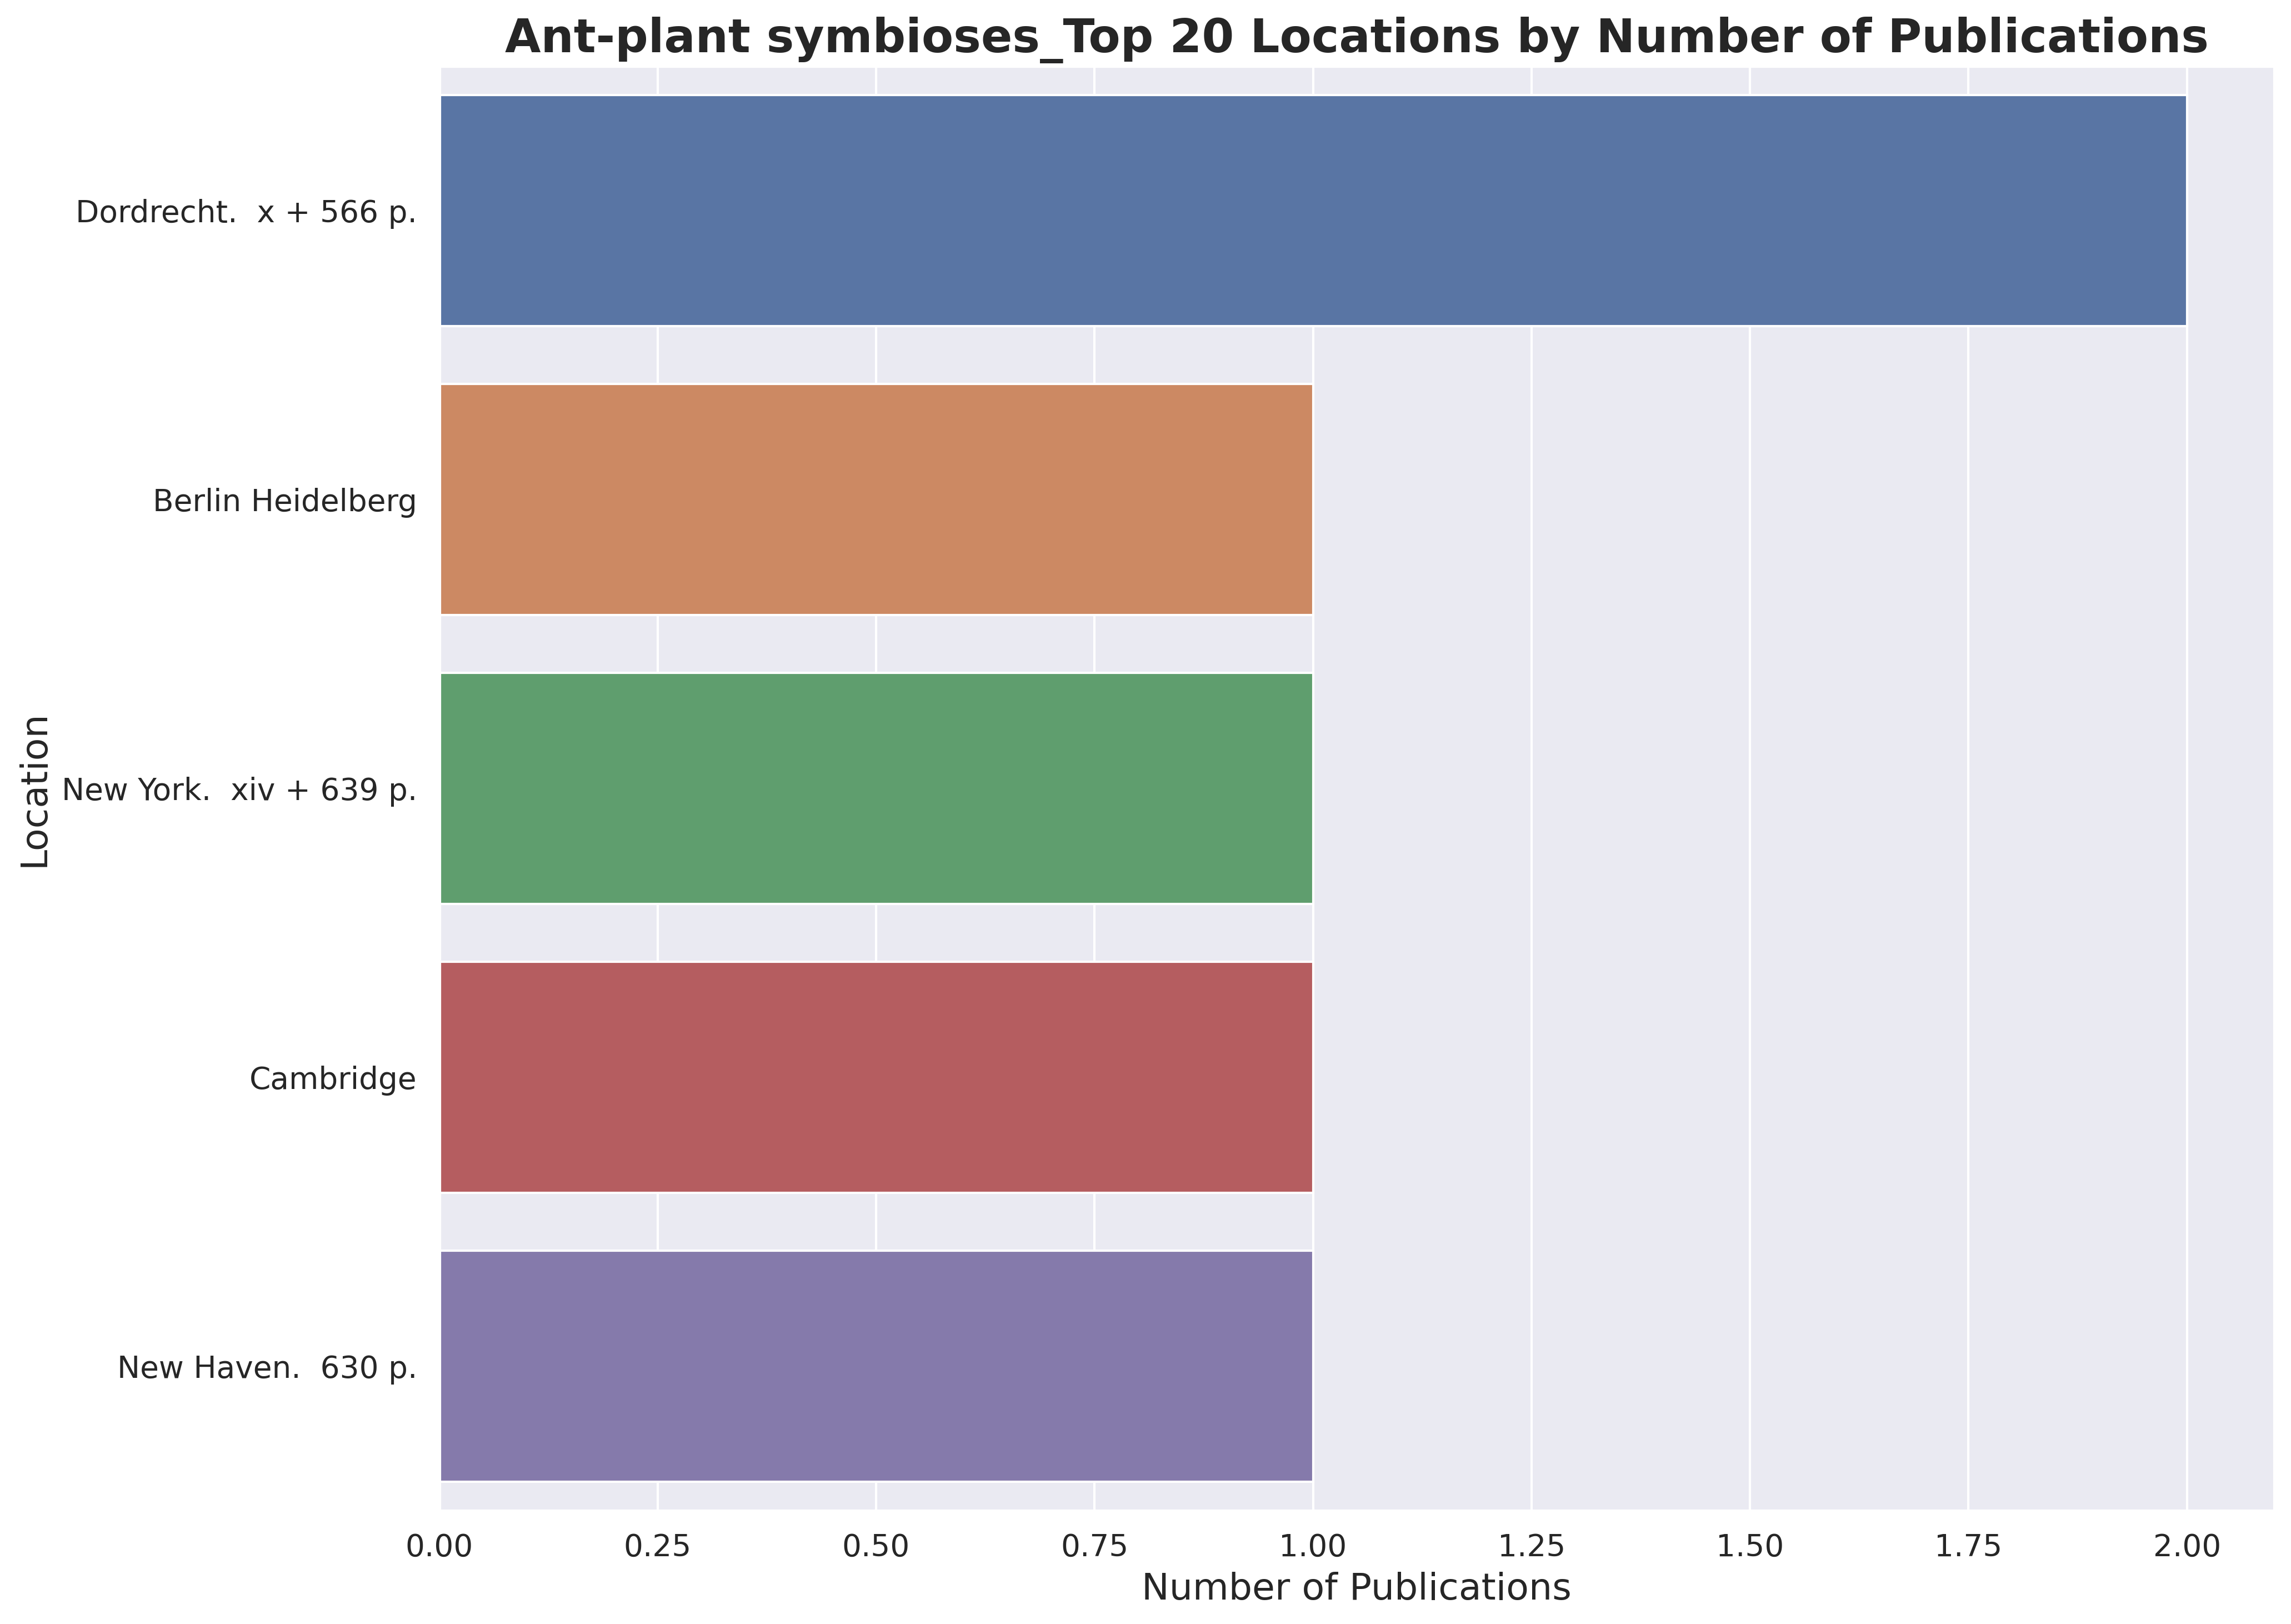 Ant-plant symbioses_Top 20 Locations by Number of Publications
Dordrecht.  x + 566 p.
Berlin Heidelberg
New York.  xiv + 639 p.
Cambridge
New Haven.  630 p.
Location
0.00 0.25 0.50 0.75 1.00 1.25 1.50 1.75 2.00
Number of Publications